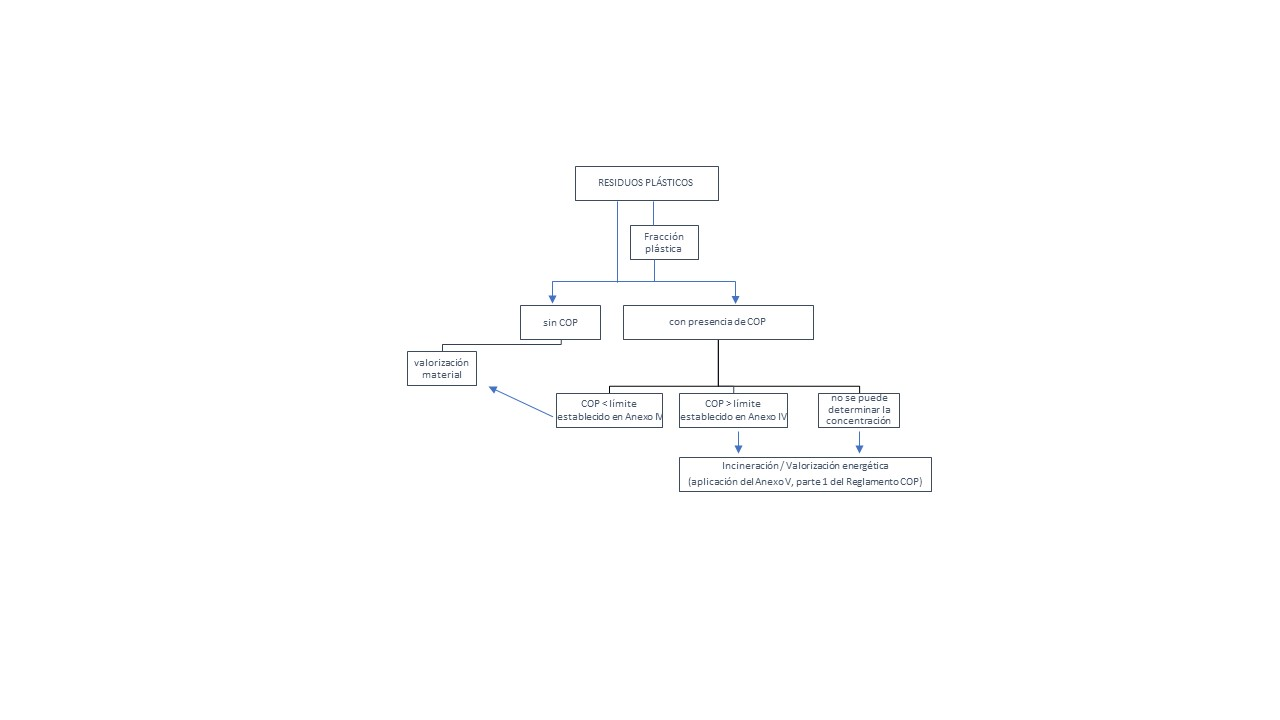 RESIDUOS PLÁSTICOS
Fracción
plástica
sin COP
con presencia de COP
valorización
material
COP < límite
establecido en Anexo IV
COP > límite
establecido en Anexo IV
no se puede
determinar la
concentración
Incineración / Valorización energética
(aplicación del Anexo V, parte 1 del Reglamento COP)